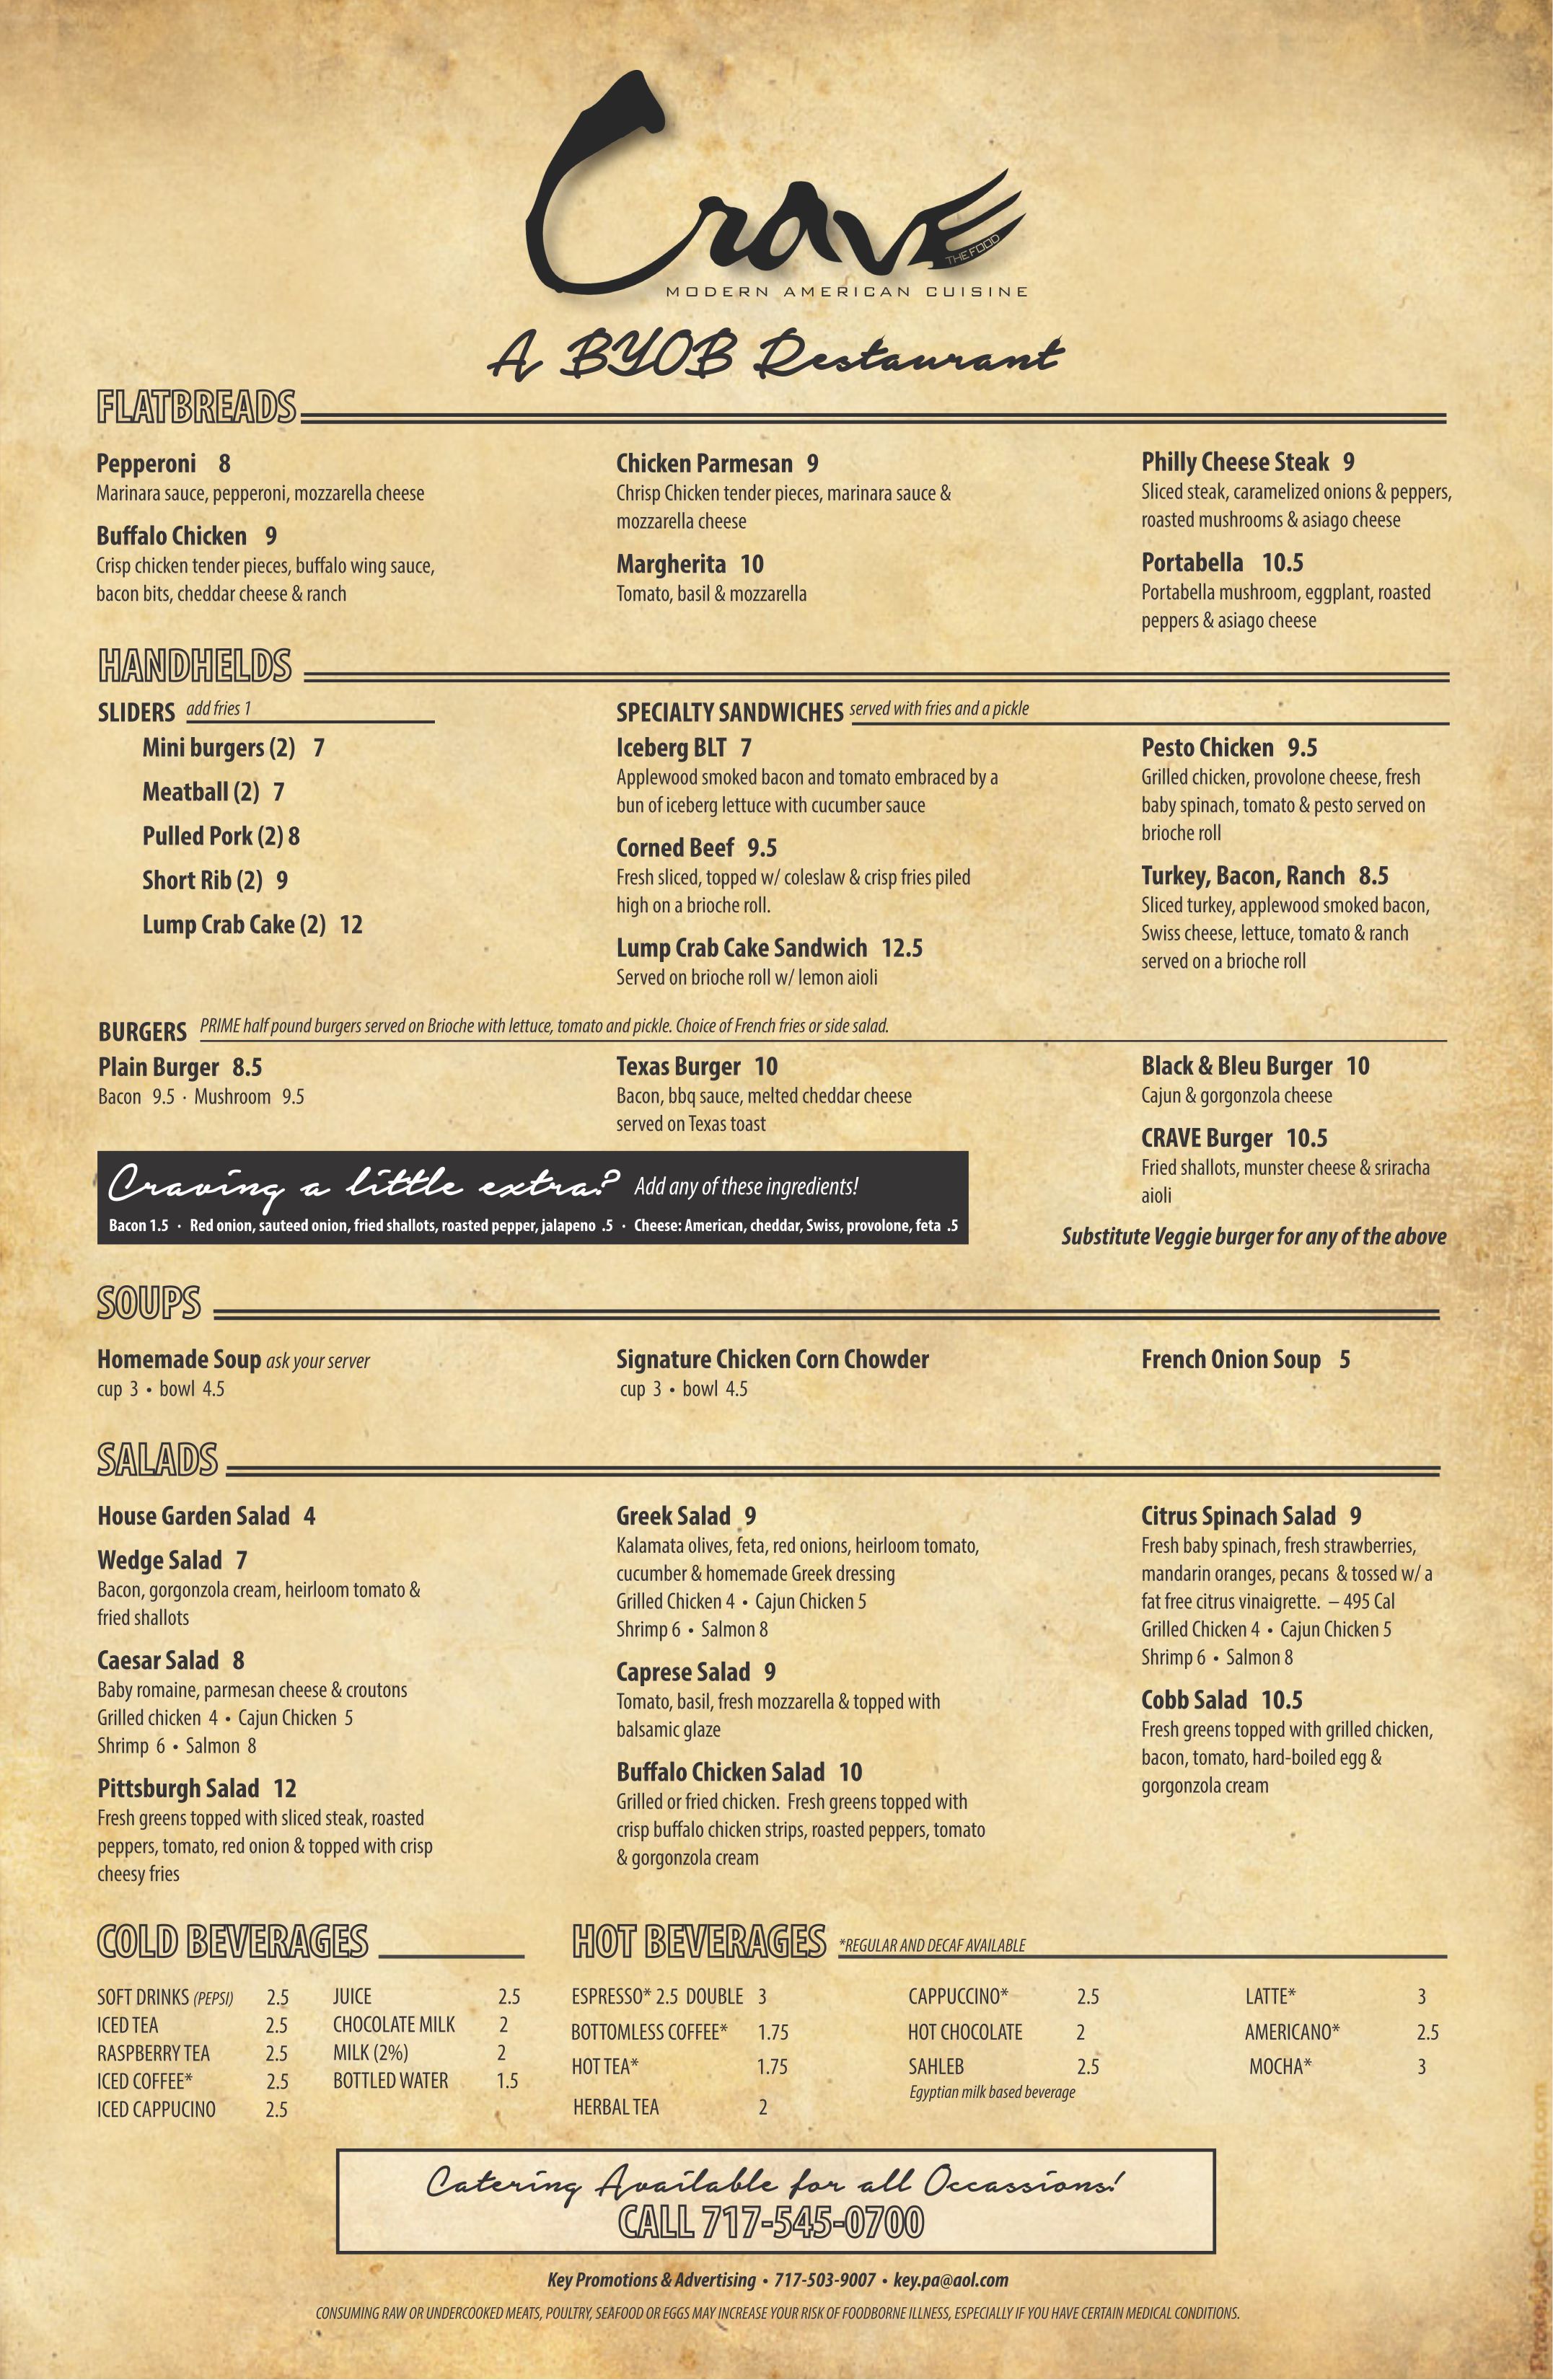 Crave
THE FOOD
MODERN AMERICAN CUISINE
A BYOB Restaurant
FLATBREADS
Pepperoni 8
Marinara sauce, pepperoni, mozzarella cheese
Buffalo Chicken 9
Crisp chicken tender pieces, buffalo wing sauce,
bacon bits, cheddar cheese & ranch
Chicken Parmesan 9
Chrisp Chicken tender pieces, marinara sauce &
mozzarella cheese
Margherita 10
Tomato, basil & mozzarella
Philly Cheese Steak 9
Sliced steak, caramelized onions & peppers,
roasted mushrooms & asiago cheese
Portabella 10.5
Portabella mushroom, eggplant, roasted
peppers & asiago cheese
HANDHELDS
SLIDERS add fries 1
Mini burgers (2) 7
Meatball (2) 7
Pulled Pork (2) 8
Short Rib (2) 9
Lump Crab Cake (2) 12
SPECIALTY SANDWICHES served with fries and a pickle
Iceberg BLT 7
Applewood smoked bacon and tomato embraced by a
bun of iceberg lettuce with cucumber sauce
Corned Beef 9.5
Fresh sliced, topped w/ coleslaw & crisp fries piled
high on a brioche roll.
Lump Crab Cake Sandwich 12.5
Served on brioche roll w/ lemon aioli
Pesto Chicken 9.5
Grilled chicken, provolone cheese, fresh
baby spinach, tomato & pesto served on
brioche roll
Turkey, Bacon, Ranch 8.5
Sliced turkey, applewood smoked bacon,
Swiss cheese, lettuce, tomato & ranch
served on a brioche roll
BURGERS PRIME half pound burgers served on Brioche with lettuce, tomato and pickle. Choice of French fries or side salad.
Plain Burger 8.5
Bacon 9.5 · Mushroom 9.5
Texas Burger 10
Bacon, bbq sauce, melted cheddar cheese
served on Texas toast
Black & Bleu Burger 10
Cajun & gorgonzola cheese
CRAVE Burger 10.5
Fried shallots, munster cheese & sriracha
aioli
Craving a little extra? Add any of these ingredients!
Bacon 1.5 · Red onion, sauteed onion, fried shallots, roasted pepper, jalapeno .5 · Cheese: American, cheddar, Swiss, provolone, feta .5
Substitute Veggie burger for any of the above
SOUPS
Homemade Soup ask your server
cup 3 • bowl 4.5
Signature Chicken Corn Chowder
cup 3 • bowl 4.5
French Onion Soup 5
SALADS
House Garden Salad 4
Wedge Salad 7
Bacon, gorgonzola cream, heirloom tomato &
fried shallots
Caesar Salad 8
Baby romaine, parmesan cheese & croutons
Grilled chicken 4 • Cajun Chicken 5
Shrimp 6 • Salmon 8
Pittsburgh Salad 12
Fresh greens topped with sliced steak, roasted
peppers, tomato, red onion & topped with crisp
cheesy fries
Greek Salad 9
Kalamata olives, feta, red onions, heirloom tomato,
cucumber & homemade Greek dressing
Grilled Chicken 4 • Cajun Chicken 5
Shrimp 6 • Salmon 8
Caprese Salad 9
Tomato, basil, fresh mozzarella & topped with
balsamic glaze
Buffalo Chicken Salad 10
Grilled or fried chicken. Fresh greens topped with
crisp buffalo chicken strips, roasted peppers, tomato
& gorgonzola cream
Citrus Spinach Salad 9
Fresh baby spinach, fresh strawberries,
mandarin oranges, pecans & tossed w/ a
fat free citrus vinaigrette. – 495 Cal
Grilled Chicken 4 • Cajun Chicken 5
Shrimp 6 • Salmon 8
Cobb Salad 10.5
Fresh greens topped with grilled chicken,
bacon, tomato, hard-boiled egg &
gorgonzola cream
COLD BEVERAGES
SOFT DRINKS (PEPSI) 2.5
ICED TEA 2.5
RASPBERRY TEA 2.5
ICED COFFEE* 2.5
ICED CAPPUCINO 2.5
JUICE 2.5
CHOCOLATE MILK 2
MILK (2%) 2
BOTTLED WATER 1.5
HOT BEVERAGES *REGULAR AND DECAF AVAILABLE
ESPRESSO* 2.5 DOUBLE 3
BOTTOMLESS COFFEE* 1.75
HOT TEA* 1.75
HERBAL TEA 2
CAPPUCCINO* 2.5
HOT CHOCOLATE 2
SAHLEB 2.5
Egyptian milk based beverage
LATTE* 3
AMERICANO* 2.5
MOCHA* 3
Catering Available for all Occassions!
CALL 717-545-0700
Key Promotions & Advertising • 717-503-9007 • key.pa@aol.com
CONSUMING RAW OR UNDERCOOKED MEATS, POULTRY, SEAFOOD OR EGGS MAY INCREASE YOUR RISK OF FOODBORNE ILLNESS, ESPECIALLY IF YOU HAVE CERTAIN MEDICAL CONDITIONS.